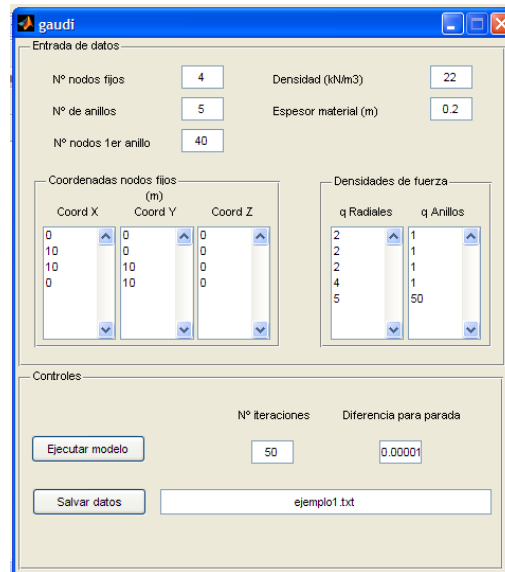 gaudi
Entrada de datos
Nº nodos fijos 4 Densidad (kN/m3) 22
Nº de anillos 5 Espesor material (m) 0.2
Nº nodos 1er anillo 40
Coordenadas nodos fijos Densidades de fuerza
(m)
Coord X Coord Y Coord Z q Radiales q Anillos
0 0 0 2 1
10 0 0 2 1
10 10 0 2 1
0 10 0 4 1
5 50
Controles
Nº iteraciones Diferencia para parada
Ejecutar modelo 50 0.00001
Salvar datos ejemplo1.txt